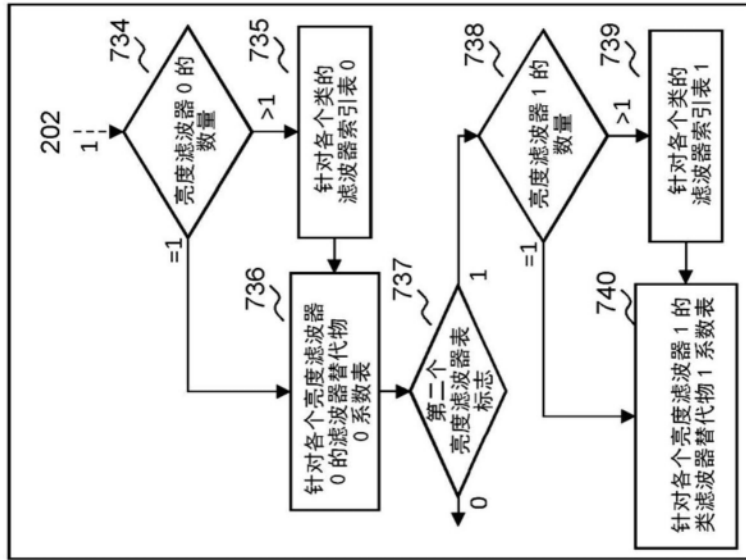 202
1
734
亮度滤波器 0 的
数量
>1
=1
735
针对各个类的
滤波器索引表 0
736
针对各个亮度滤波器
0 的滤波器替代物
0 系数表
737
第二个
亮度滤波器表
标志
0
1
738
亮度滤波器 1 的
数量
>1
=1
739
针对各个类的
滤波器索引表 1
740
针对各个亮度滤波器 1 的
类滤波器替代物 1 系数表